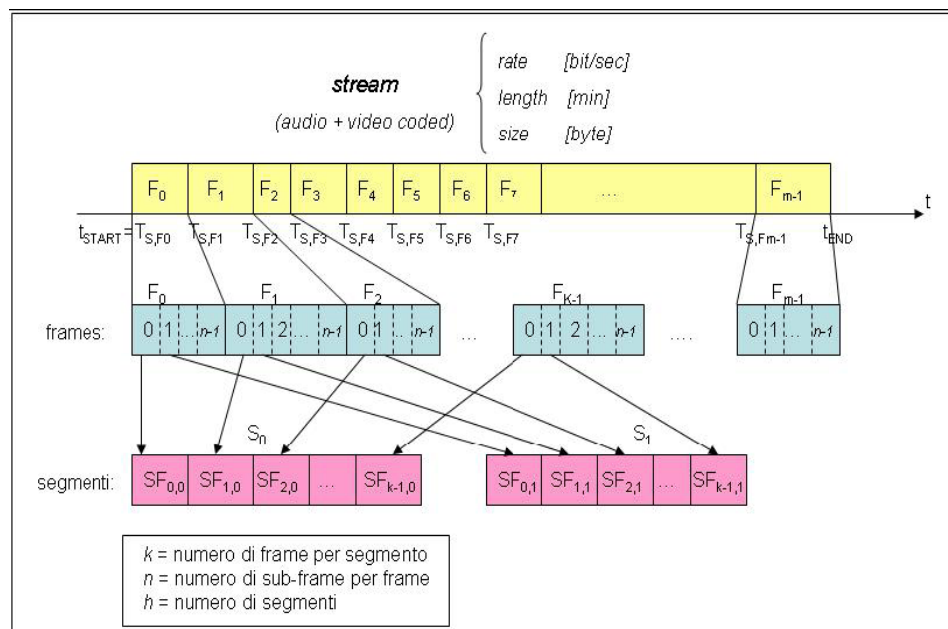 rate [bit/sec]
stream
length [min]
(audio + video coded)
size [byte]
F0 F1 F2 F3 F4 F5 F6 F7 ... Fm-1
t
tSTART = TS,F0 TS,F1 TS,F2 TS,F3 TS,F4 TS,F5 TS,F6 TS,F7 TS,Fm-1 tEND
F0 F1 F2 FK-1 Fm-1
frames: 0 1 ... n-1 0 1 2 ... n-1 0 1 ... n-1 ... 0 1 2 ... n-1 .... 0 1 ... n-1
S0 S1
segmenti: SF0,0 SF1,0 SF2,0 ... SFk-1,0 SF0,1 SF1,1 SF2,1 ... SFk-1,1
k = numero di frame per segmento
n = numero di sub-frame per frame
h = numero di segmenti